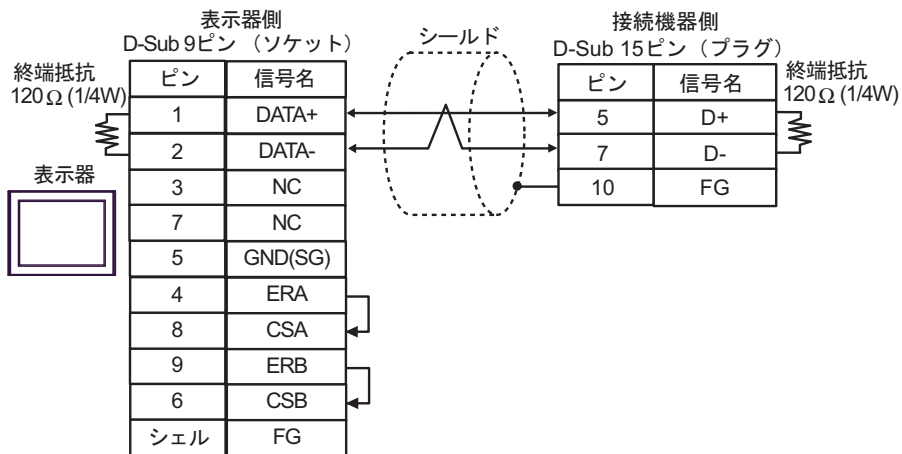 表示器側
D-Sub 9ピン （ソケット）
シールド
接続機器側
D-Sub 15ピン（プラグ）
終端抵抗
120Ω (1/4W)
ピン 信号名
1 DATA+
2 DATA-
3 NC
7 NC
5 GND(SG)
4 ERA
8 CSA
9 ERB
6 CSB
シェル FG
表示器
ピン 信号名
5 D+
7 D-
10 FG
終端抵抗
120Ω (1/4W)